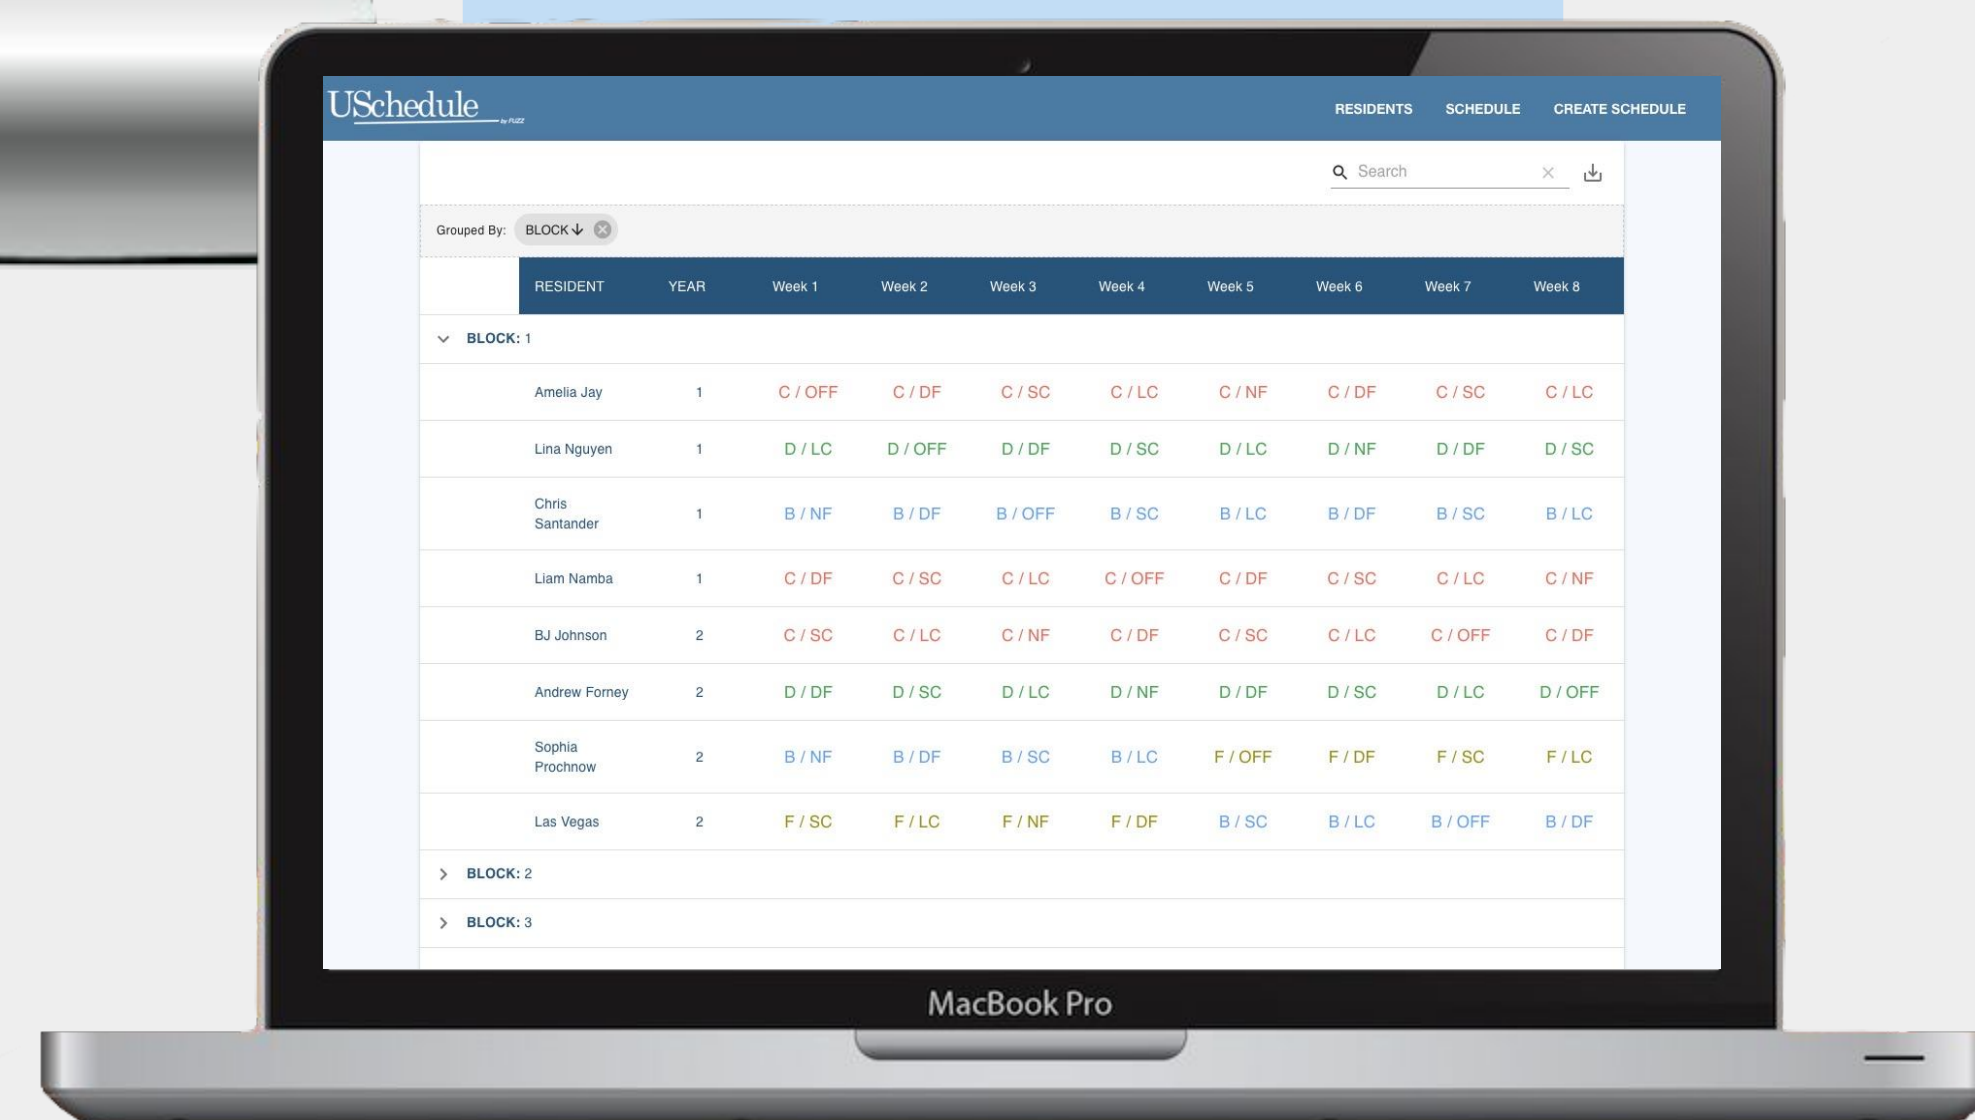 USchedule
by FUZZ
RESIDENTS SCHEDULE CREATE SCHEDULE
Search
Grouped By: BLOCK
RESIDENT YEAR Week 1 Week 2 Week 3 Week 4 Week 5 Week 6 Week 7 Week 8
BLOCK: 1
Amelia Jay 1 C / OFF C / DF C / SC C / LC C / NF C / DF C / SC C / LC
Lina Nguyen 1 D / LC D / OFF D / DF D / SC D / LC D / NF D / DF D / SC
Chris
Santander 1 B / NF B / DF B / OFF B / SC B / LC B / DF B / SC B / LC
Liam Namba 1 C / DF C / SC C / LC C / OFF C / DF C / SC C / LC C / NF
BJ Johnson 2 C / SC C / LC C / NF C / DF C / SC C / LC C / OFF C / DF
Andrew Forney 2 D / DF D / SC D / LC D / NF D / DF D / SC D / LC D / OFF
Sophia
Prochnow 2 B / NF B / DF B / SC B / LC F / OFF F / DF F / SC F / LC
Las Vegas 2 F / SC F / LC F / NF F / DF B / SC B / LC B / OFF B / DF
BLOCK: 2
BLOCK: 3
MacBook Pro